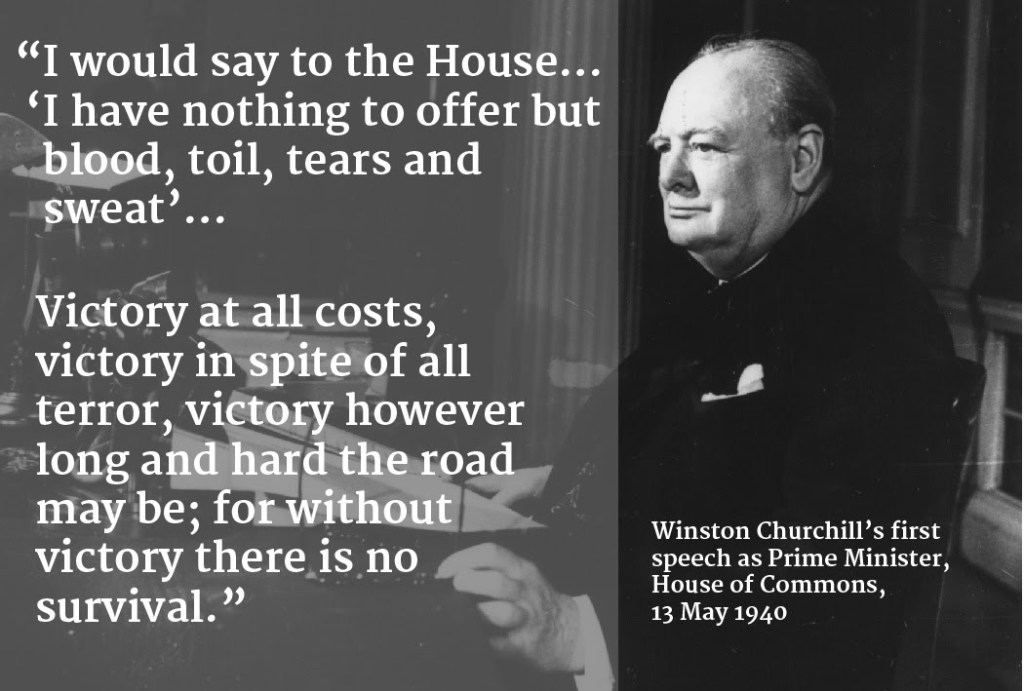 “I would say to the House...
‘I have nothing to offer but
blood, toil, tears and
sweat’...
Victory at all costs,
victory in spite of all
terror, victory however
long and hard the road
may be; for without
victory there is no
survival.”
Winston Churchill’s first
speech as Prime Minister,
House of Commons,
13 May 1940